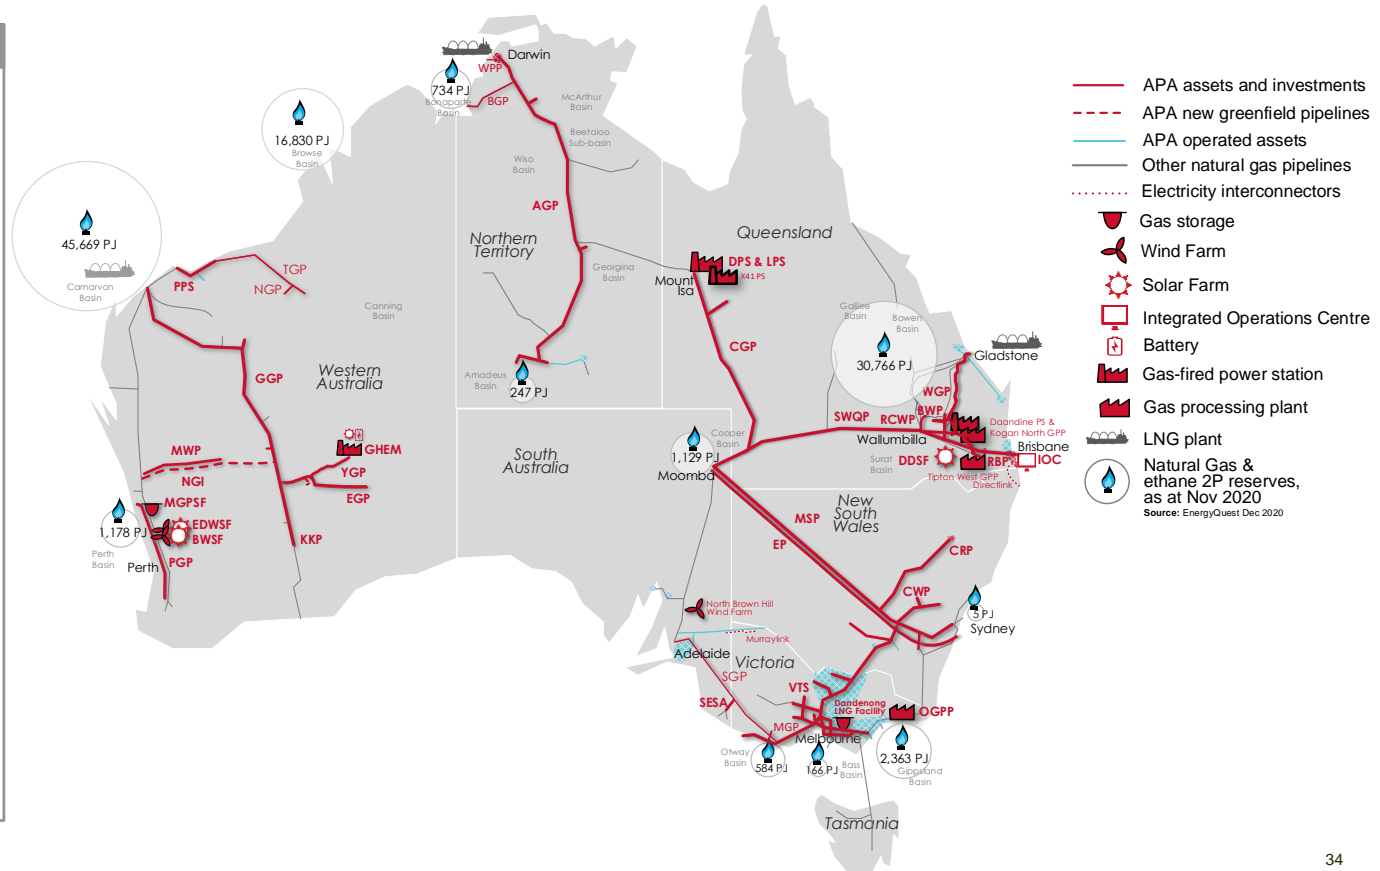 Darwin
WPP
734 PJ
Bonaparte
Basin
BGP
McArthur
Basin
Beetaloo
Sub-basin
16,830 PJ
Browse
Basin
Wiso
Basin
AGP
Northern
Territory
45,669 PJ
Carnarvon
Basin
PPS
TGP
NGP
Canning
Basin
Georgina
Basin
Queensland
DPS & LPS
X41 PS
Mount
Isa
CGP
Galilee
Basin
Bowen
Basin
30,766 PJ
Gladstone
GGP
Western
Australia
Amadeus
Basin
247 PJ
WGP
BWP
SWQP
RCWP
Wallumbilla
Daandine PS &
Kogan North GPP
Brisbane
Surat
Basin
DDSF
RBP
IOC
Tipton West GPP
Directlink
MWP
NGI
GHEM
YGP
EGP
South
Australia
Cooper
Basin
1,129 PJ
Moomba
MGPSF
1,178 PJ
EDWSF
BWSF
KKP
Perth
Basin
Perth
PGP
MSP
EP
New
South
Wales
CRP
CWP
5 PJ
Sydney
North Brown Hill
Wind Farm
Murraylink
Adelaide
Victoria
SGP
SESA
VTS
Dandenong
LNG Facility
OGPP
MGP
Melbourne
Otway
Basin
584 PJ
166 PJ
Bass
Basin
2,363 PJ
Gippsland
Basin
Tasmania
APA assets and investments
APA new greenfield pipelines
APA operated assets
Other natural gas pipelines
Electricity interconnectors
Gas storage
Wind Farm
Solar Farm
Integrated Operations Centre
Battery
Gas-fired power station
Gas processing plant
LNG plant
Natural Gas &
ethane 2P reserves,
as at Nov 2020
Source: EnergyQuest Dec 2020
34